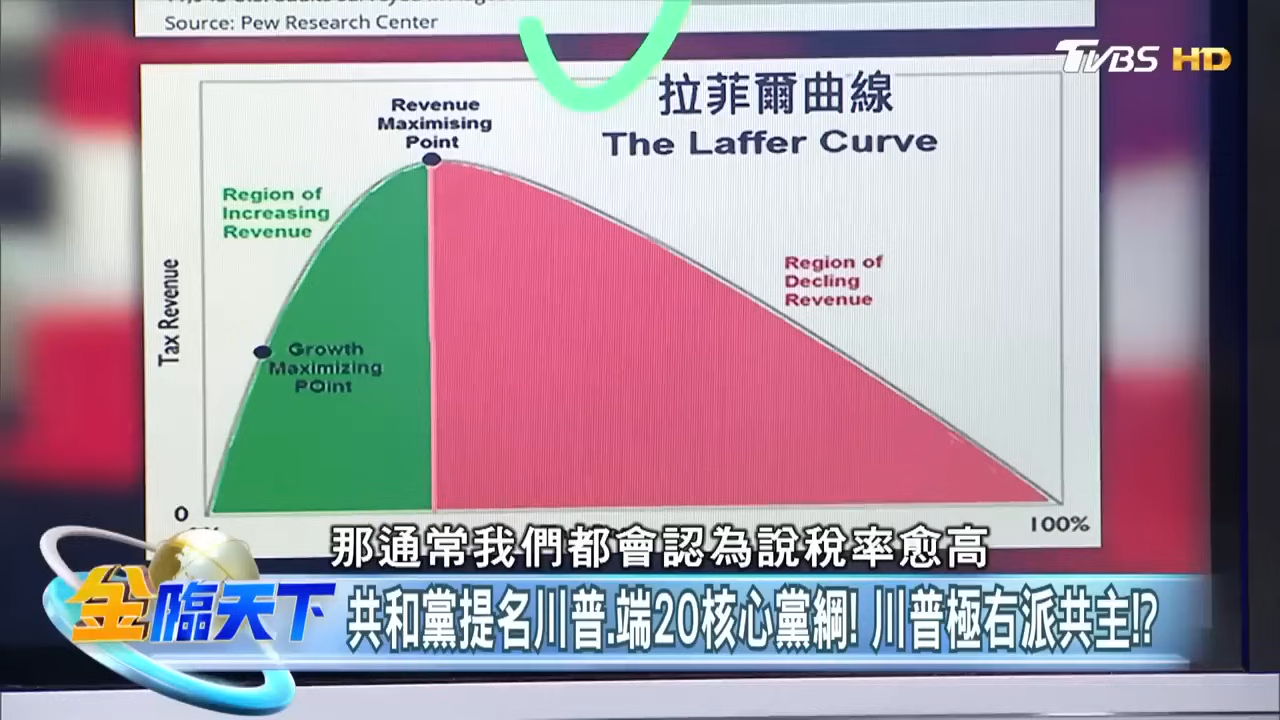 Source: Pew Research Center
TVBS HD
拉菲爾曲線
The Laffer Curve
Revenue
Maximising
Point
Region of
Increasing
Revenue
Region of
Decling
Revenue
Tax Revenue
Growth
Maximizing
POint
0
100%
那通常我們都會認為說稅率愈高
金臨天下
共和黨提名川普.端20核心黨綱! 川普極右派共主!?